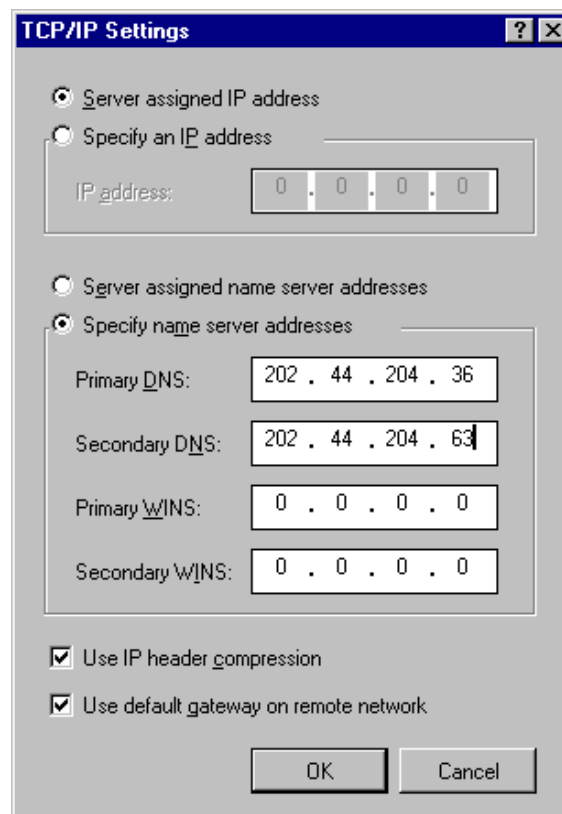 TCP/IP Settings ?
Server assigned IP address
Specify an IP address
IP address: 0 . 0 . 0 . 0
Server assigned name server addresses
Specify name server addresses
Primary DNS: 202 . 44 . 204 . 36
Secondary DNS: 202 . 44 . 204 . 63
Primary WINS: 0 . 0 . 0 . 0
Secondary WINS: 0 . 0 . 0 . 0
Use IP header compression
Use default gateway on remote network
OK Cancel